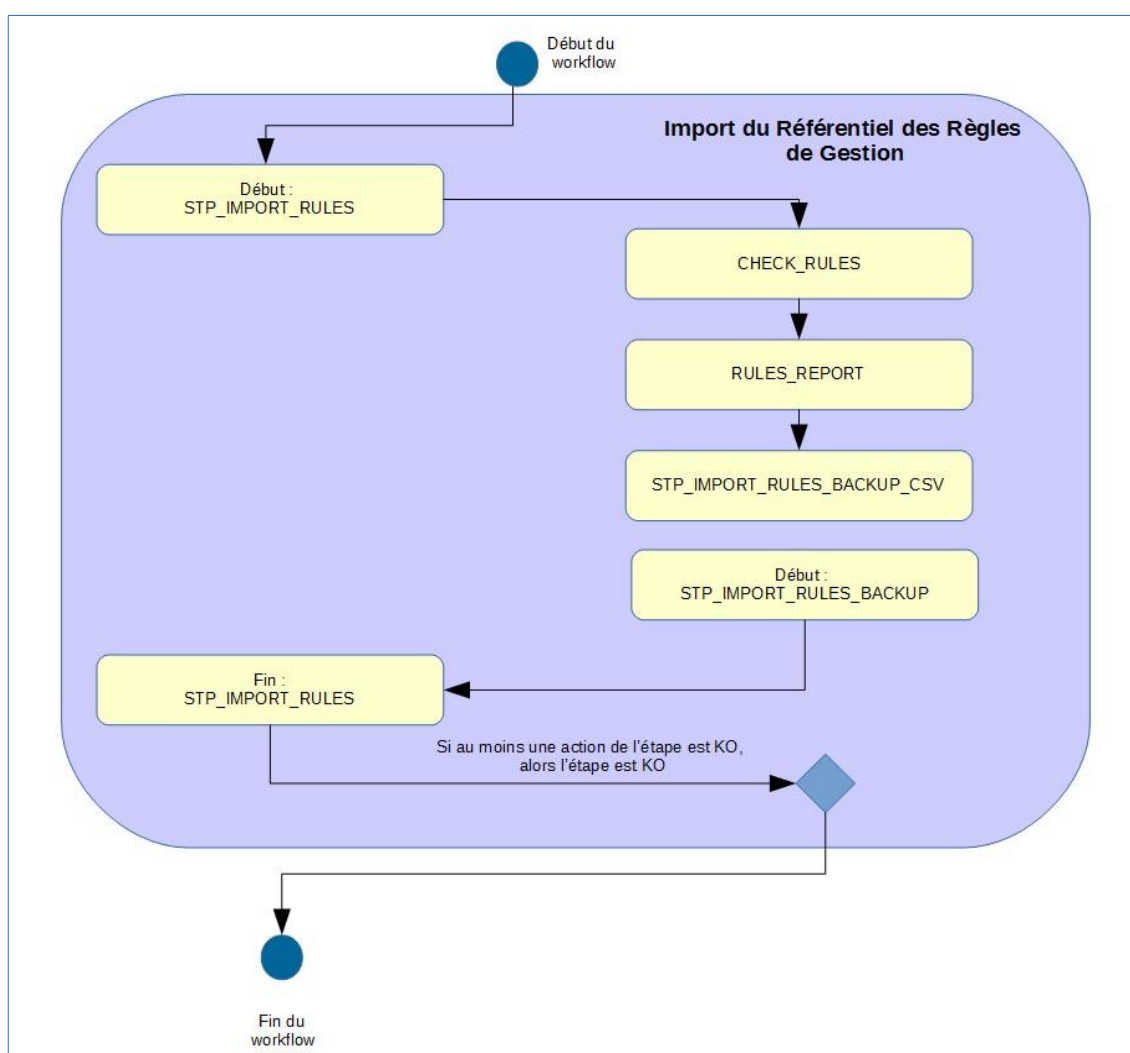 Début du
workflow
Import du Référentiel des Règles
de Gestion
Début :
STP_IMPORT_RULES
CHECK_RULES
RULES_REPORT
STP_IMPORT_RULES_BACKUP_CSV
Début :
STP_IMPORT_RULES_BACKUP
Fin :
STP_IMPORT_RULES
Si au moins une action de l'étape est KO,
alors l'étape est KO
Fin du
workflow